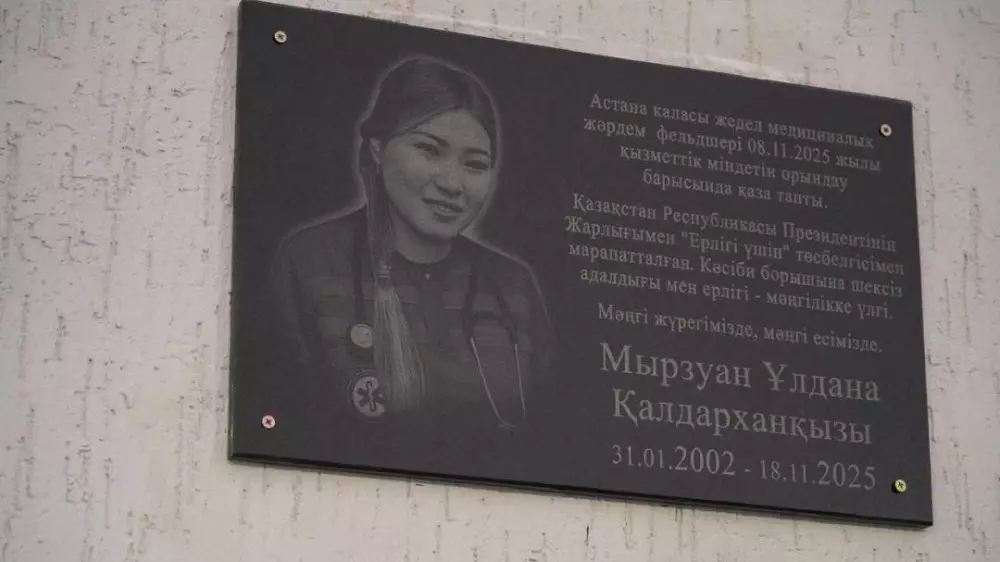 Астана қаласы жедел медициналық
жәрдем фельдшері 08.11.2025 жылы
қызметтік міндетін орындау
барысында қаза тапты.
Қазақстан Республикасы Президентінің
Жарлығымен "Ерлігі үшін" төсбелгісімен
марапатталған. Кәсіби борышына шексіз
адалдығы мен ерлігі - мәңгілікке үлгі.
Мәңгі жүрегімізде, мәңгі есімізде.
Мырзуан Ұлдана
Қалдарханқызы
31.01.2002 - 18.11.2025